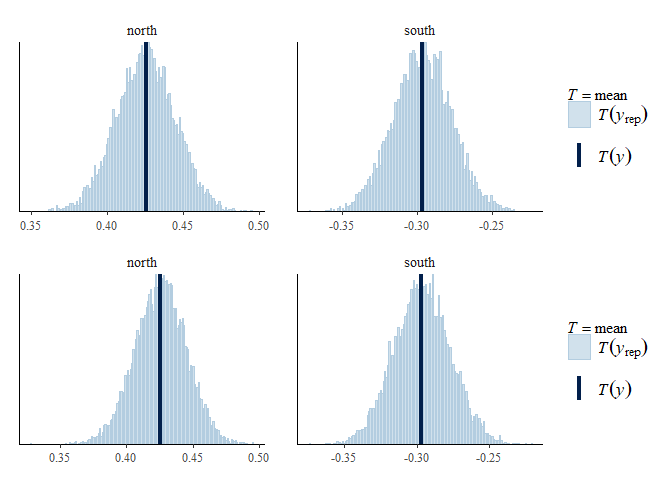 north
south
0.35 0.40 0.45 0.50
-0.35 -0.30 -0.25
T = mean
T(yrep)
T(y)
north
south
0.35 0.40 0.45 0.50
-0.35 -0.30 -0.25
T = mean
T(yrep)
T(y)